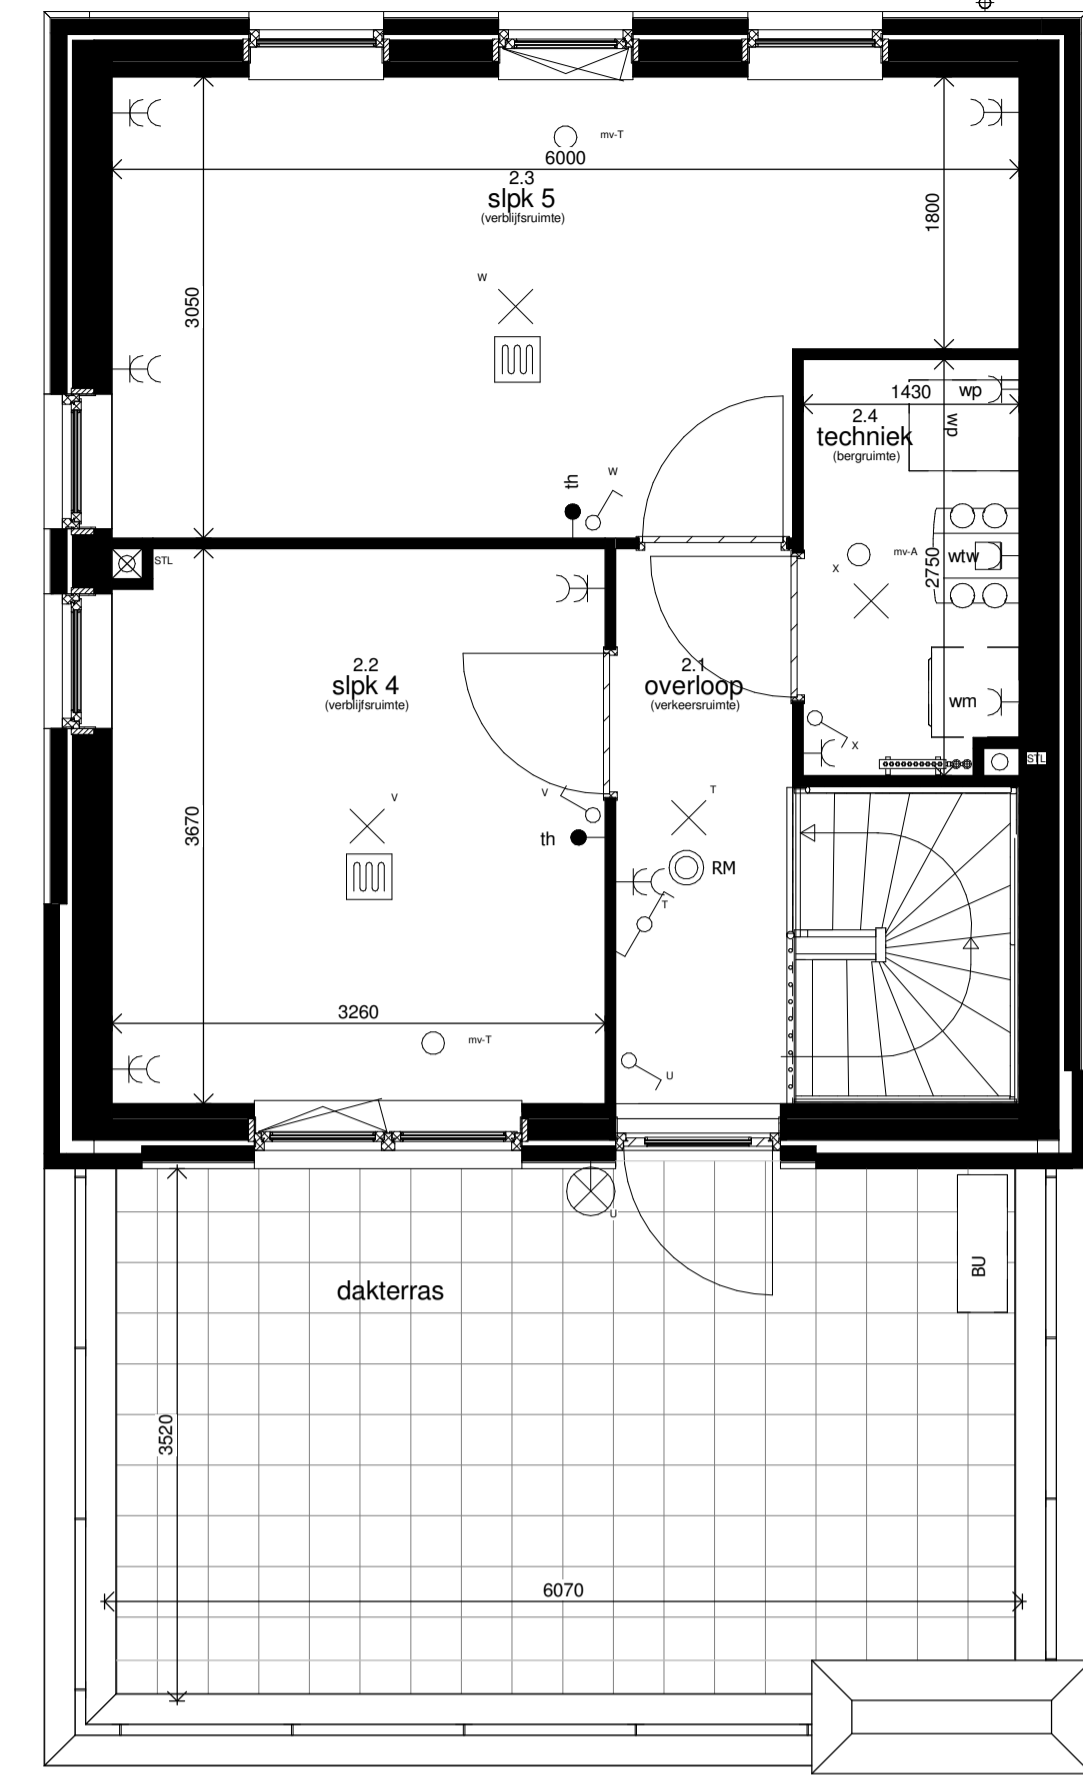 mv-T
6000
2.3
slpk 5
(verblijfsruimte)
1800
W
3050
1430
wp
2.4
techniek
(bergruimte)
wp
th
W
STL
mv-A
X
2750
wtw
2.2
slpk 4
(verblijfsruimte)
2.1
overloop
(verkeersruimte)
wm
X
STL
V
V
T
3670
th
RM
T
3260
mv-T
U
U
BU
dakterras
3520
6070